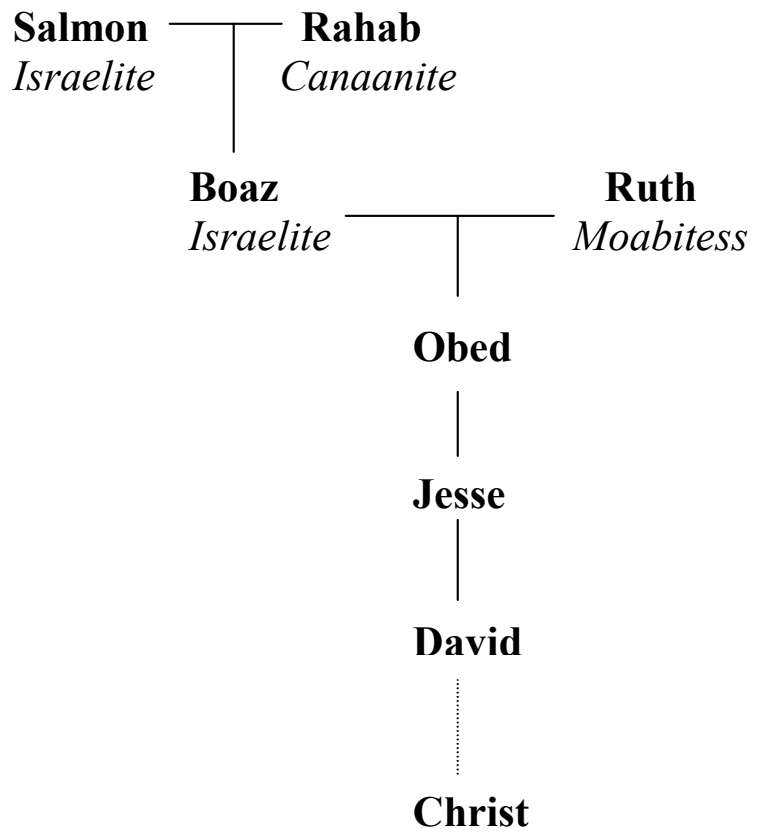 Salmon Rahab
Israelite Canaanite
Boaz Ruth
Israelite Moabitess
Obed
Jesse
David
Christ